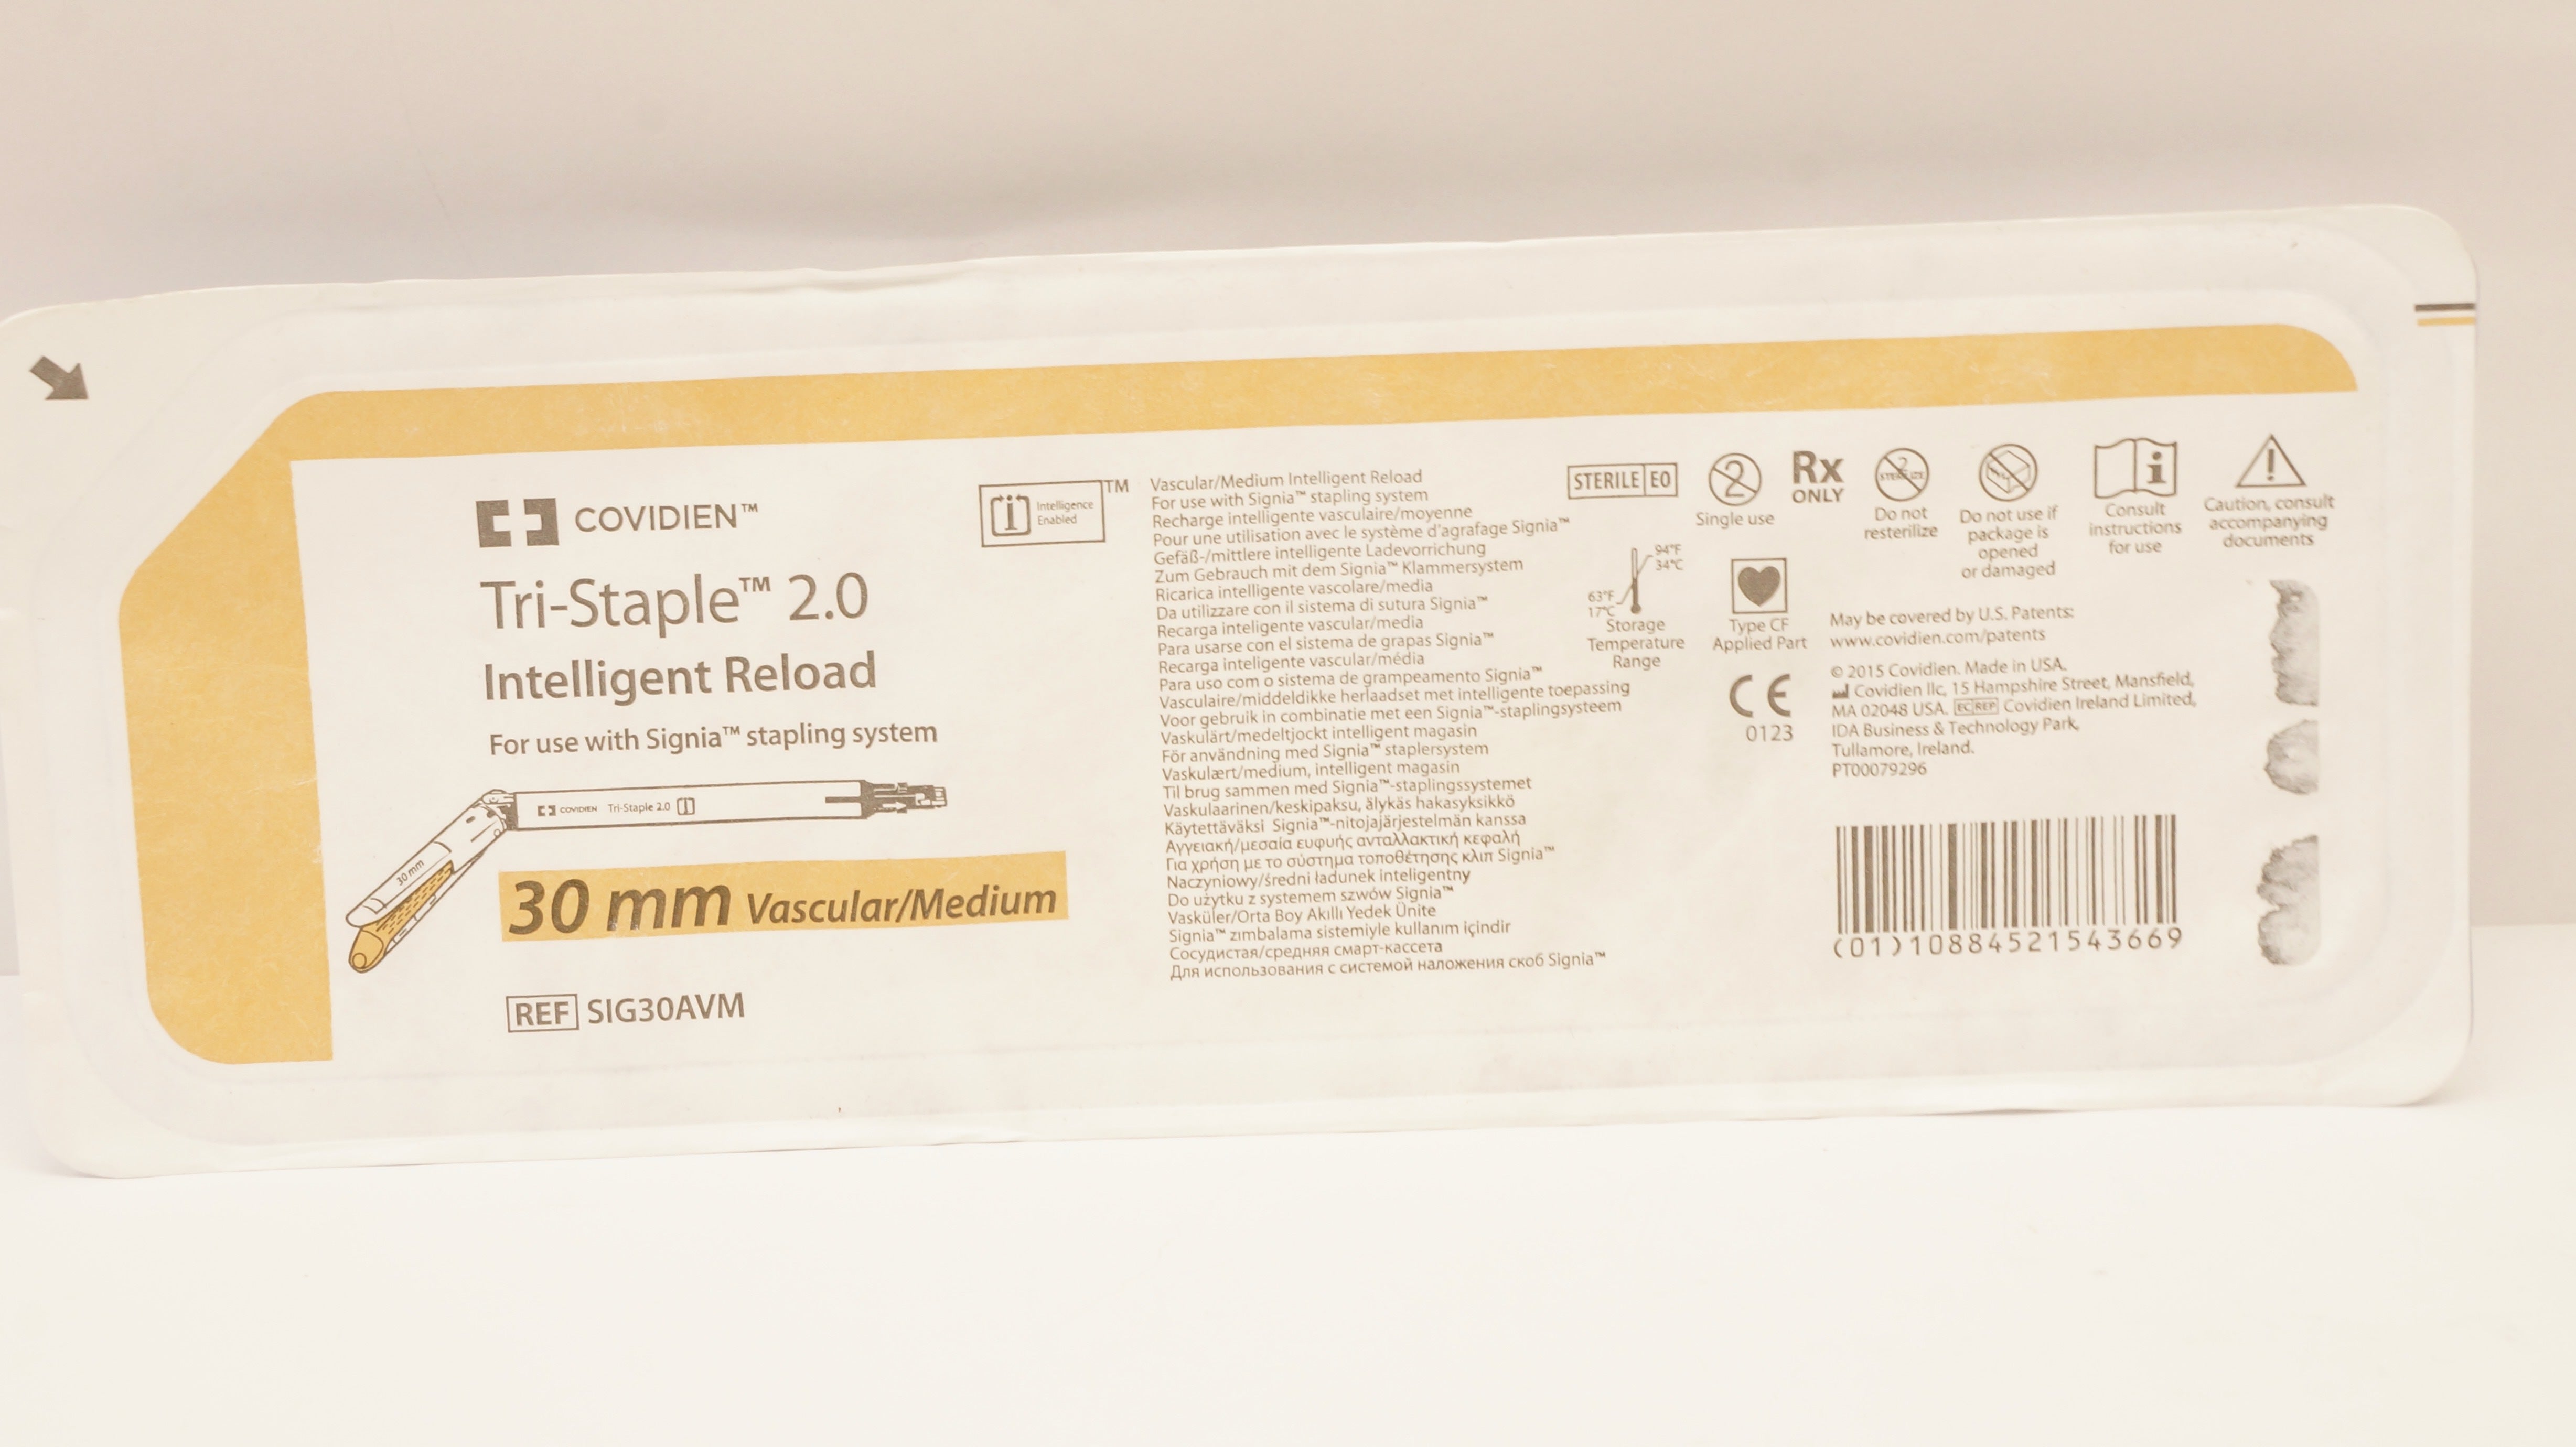 COVIDIEN™
Tri-Staple™ 2.0
Intelligent Reload
For use with Signia™ stapling system
COVIDIEN Tri-Staple 2.0
30 mm
30 mm Vascular/Medium
REF SIG30AVM
Intelligence
Enabled
TM
Vascular/Medium Intelligent Reload
For use with Signia™ stapling system
Recharge intelligente vasculaire/moyenne
Pour une utilisation avec le système d'agrafage Signia™
Gefäß-/mittlere intelligente Ladevorrichtung
Zum Gebrauch mit dem Signia™ Klammersystem
Ricarica intelligente vascolare/media
Da utilizzare con il sistema di sutura Signia™
Recarga inteligente vascular/media
Para usarse con el sistema de grapas Signia™
Recarga inteligente vascular/média
Para uso com o sistema de grampeamento Signia™
Vasculaire/middeldikke herlaadset met intelligente toepassing
Voor gebruik in combinatie met een Signia™-staplingsysteem
Vaskulärt/medeltjockt intelligent magasin
För användning med Signia™ staplersystem
Vaskulært/medium, intelligent magasin
Til brug sammen med Signia™-staplingssystemet
Vaskulaarinen/keskipaksu, älykäs hakasyksikkö
Käytettäväksi Signia™-nitojajärjestelmän kanssa
Αγγειακή/μεσαία ευφυής ανταλλακτική κεφαλή
Για χρήση με το σύστημα τοποθέτησης κλιπ Signia™
Naczyniowy/średni ładunek inteligentny
Do użytku z systemem szwów Signia™
Vasküler/Orta Boy Akıllı Yedek Ünite
Signia™ zımbalama sistemiyle kullanım içindir
Сосудистая/средняя смарт-кассета
Для использования с системой наложения скоб Signia™
STERILE EO
2
Single use
Rx
ONLY
2
STERILIZE
Do not
resterilize
Do not use if
package is
opened
or damaged
i
Consult
instructions
for use
!
Caution, consult
accompanying
documents
94°F
34°C
63°F
17°C
Storage
Temperature
Range
Type CF
Applied Part
CE
0123
May be covered by U.S. Patents:
www.covidien.com/patents
© 2015 Covidien. Made in USA.
Covidien llc, 15 Hampshire Street, Mansfield,
MA 02048 USA. EC REP Covidien Ireland Limited,
IDA Business & Technology Park,
Tullamore, Ireland.
PT00079296
(01)10884521543669